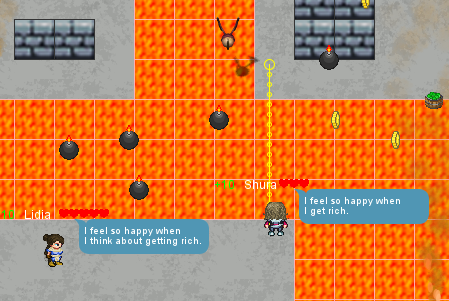 Shura
Lidia
I feel so happy when
I get rich.
I feel so happy when
I think about getting rich.